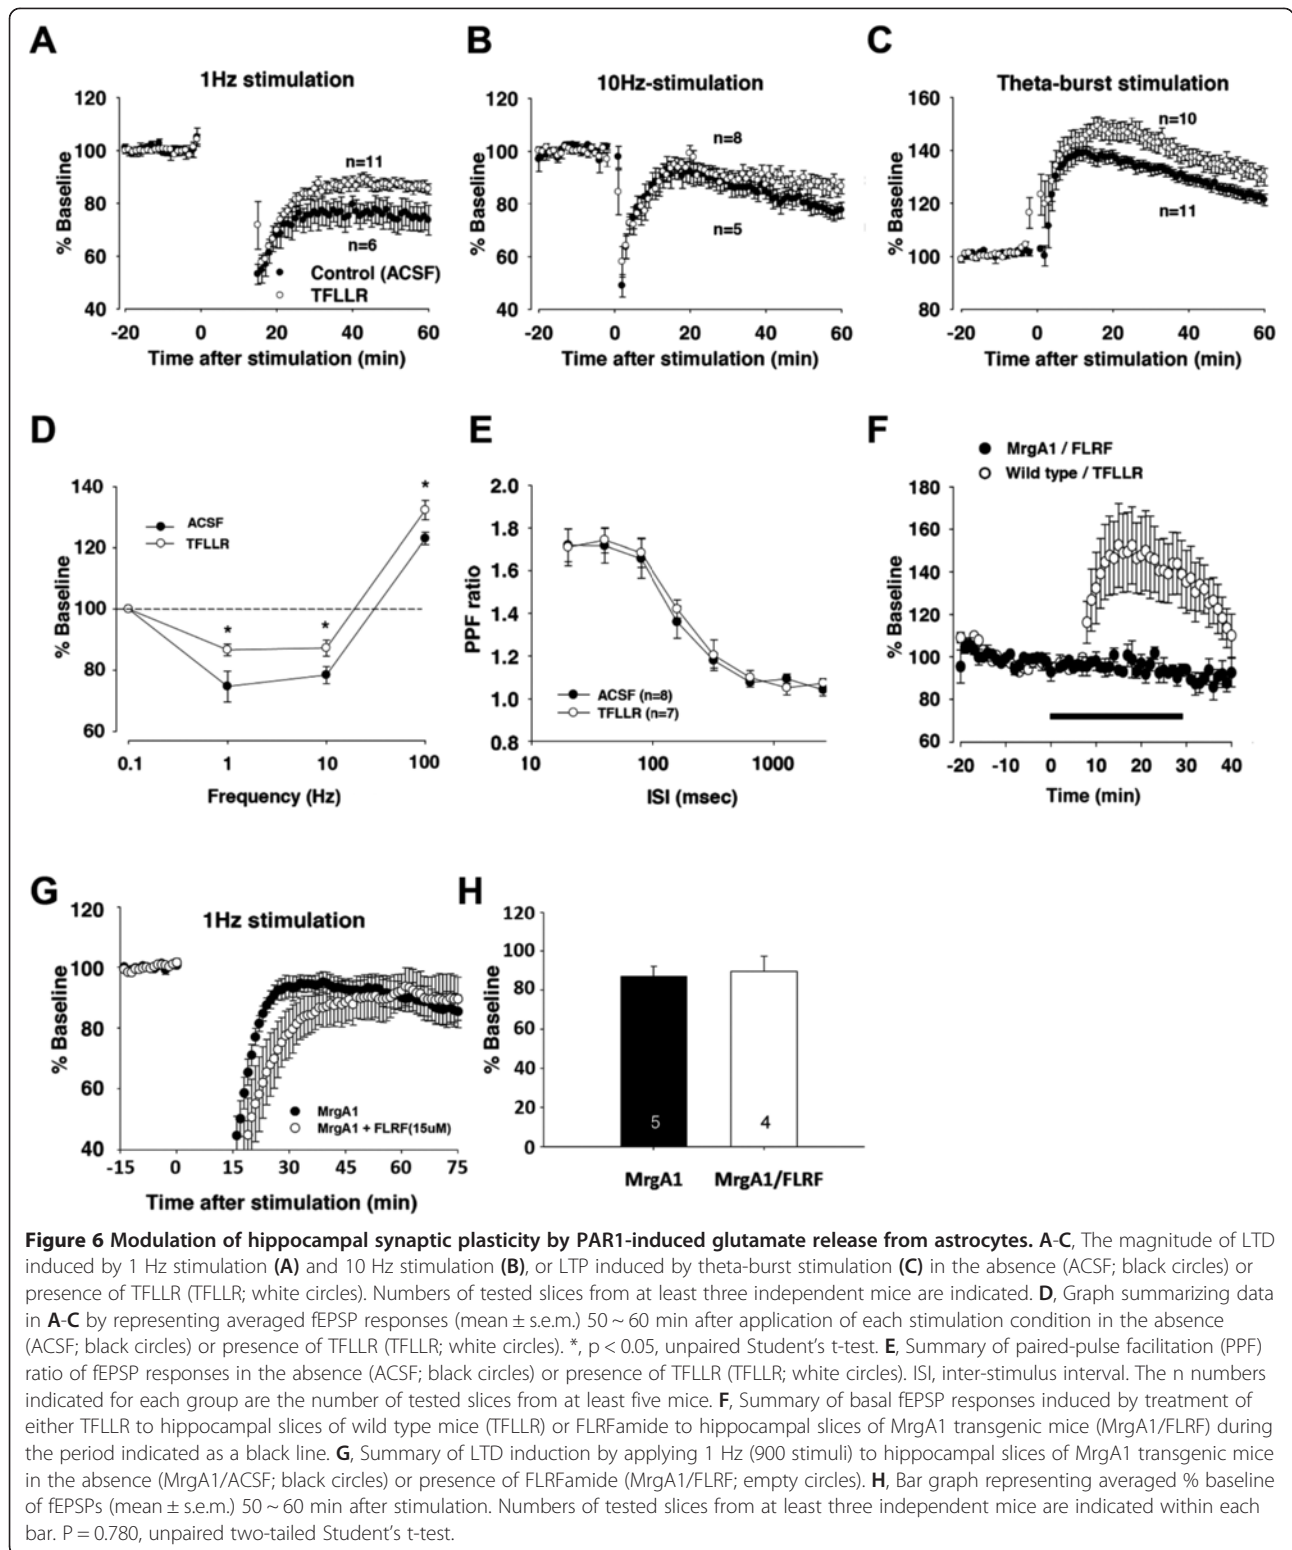 A
1Hz stimulation
120
100
80
60
40
% Baseline
n=11
n=6
Control (ACSF)
TFLLR
-20
0
20
40
60
Time after stimulation (min)
B
10Hz-stimulation
120
100
80
60
40
% Baseline
n=8
n=5
-20
0
20
40
60
Time after stimulation (min)
C
Theta-burst stimulation
160
140
120
100
80
% Baseline
n=10
n=11
-20
0
20
40
60
Time after stimulation (min)
D
140
120
100
80
60
% Baseline
ACSF
TFLLR
*
*
*
0.1
1
10
100
Frequency (Hz)
E
2.0
1.8
1.6
1.4
1.2
1.0
0.8
PPF ratio
ACSF (n=8)
TFLLR (n=7)
10
100
1000
ISI (msec)
F
MrgA1 / FLRF
Wild type / TFLLR
180
160
140
120
100
80
60
% Baseline
-20
-10
0
10
20
30
40
Time (min)
G
1Hz stimulation
120
100
80
60
40
% Baseline
MrgA1
MrgA1 + FLRF(15uM)
-15
0
15
30
45
60
75
Time after stimulation (min)
H
120
100
80
60
40
20
0
% Baseline
5
4
MrgA1
MrgA1/FLRF
Figure 6 Modulation of hippocampal synaptic plasticity by PAR1-induced glutamate release from astrocytes. A-C, The magnitude of LTD
induced by 1 Hz stimulation (A) and 10 Hz stimulation (B), or LTP induced by theta-burst stimulation (C) in the absence (ACSF; black circles) or
presence of TFLLR (TFLLR; white circles). Numbers of tested slices from at least three independent mice are indicated. D, Graph summarizing data
in A-C by representing averaged fEPSP responses (mean ± s.e.m.) 50 ~ 60 min after application of each stimulation condition in the absence
(ACSF; black circles) or presence of TFLLR (TFLLR; white circles). *, p < 0.05, unpaired Student's t-test. E, Summary of paired-pulse facilitation (PPF)
ratio of fEPSP responses in the absence (ACSF; black circles) or presence of TFLLR (TFLLR; white circles). ISI, inter-stimulus interval. The n numbers
indicated for each group are the number of tested slices from at least five mice. F, Summary of basal fEPSP responses induced by treatment of
either TFLLR to hippocampal slices of wild type mice (TFLLR) or FLRFamide to hippocampal slices of MrgA1 transgenic mice (MrgA1/FLRF) during
the period indicated as a black line. G, Summary of LTD induction by applying 1 Hz (900 stimuli) to hippocampal slices of MrgA1 transgenic mice
in the absence (MrgA1/ACSF; black circles) or presence of FLRFamide (MrgA1/FLRF; empty circles). H, Bar graph representing averaged % baseline
of fEPSPs (mean ± s.e.m.) 50 ~ 60 min after stimulation. Numbers of tested slices from at least three independent mice are indicated within each
bar. P = 0.780, unpaired two-tailed Student's t-test.